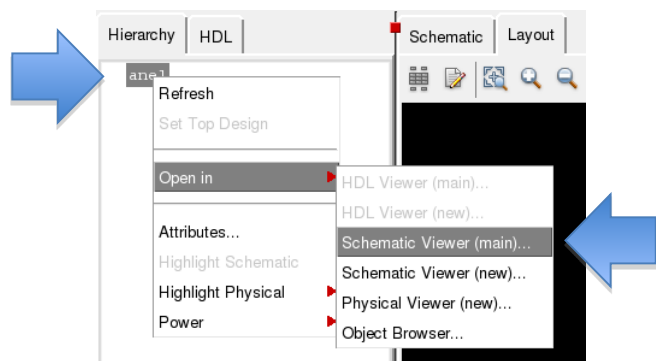 Hierarchy HDL Schematic Layout
anel
Refresh
Set Top Design
Open in HDL Viewer (main)...
HDL Viewer (new)...
Attributes... Schematic Viewer (main)...
Highlight Schematic Schematic Viewer (new)...
Highlight Physical Physical Viewer (new)...
Power Object Browser...